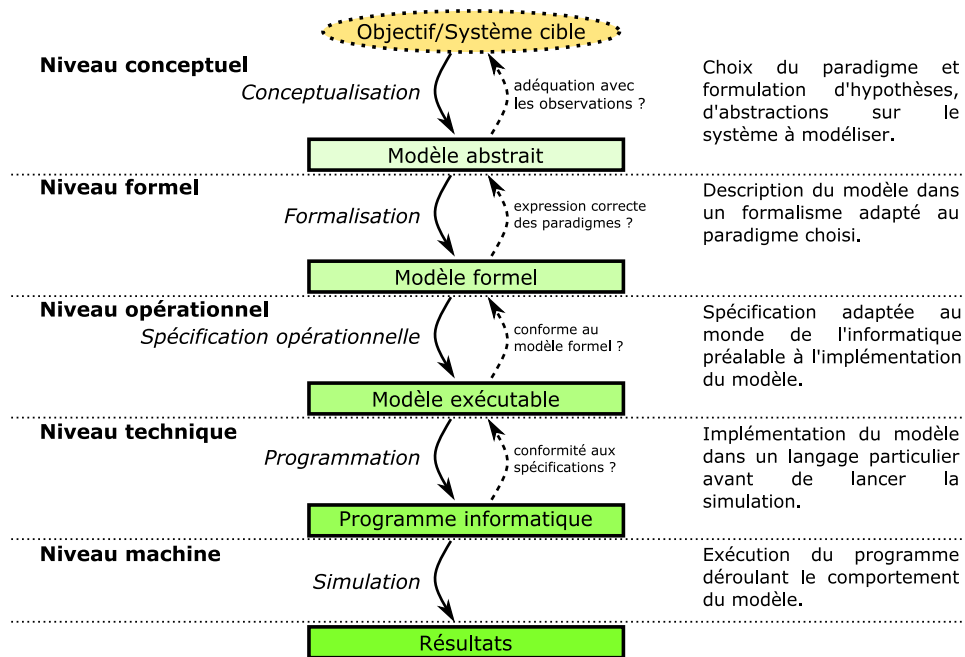 Objectif/Système cible
Niveau conceptuel
Conceptualisation
adéquation avec
les observations ?
Choix du paradigme et
formulation d'hypothèses,
d'abstractions sur le
système à modéliser.
Modèle abstrait
Niveau formel
Formalisation
expression correcte
des paradigmes ?
Description du modèle dans
un formalisme adapté au
paradigme choisi.
Modèle formel
Niveau opérationnel
Spécification opérationnelle
conforme au
modèle formel ?
Spécification adaptée au
monde de l'informatique
préalable à l'implémentation
du modèle.
Modèle exécutable
Niveau technique
Programmation
conformité aux
spécifications ?
Implémentation du modèle
dans un langage particulier
avant de lancer la
simulation.
Programme informatique
Niveau machine
Simulation
Exécution du programme
déroulant le comportement
du modèle.
Résultats